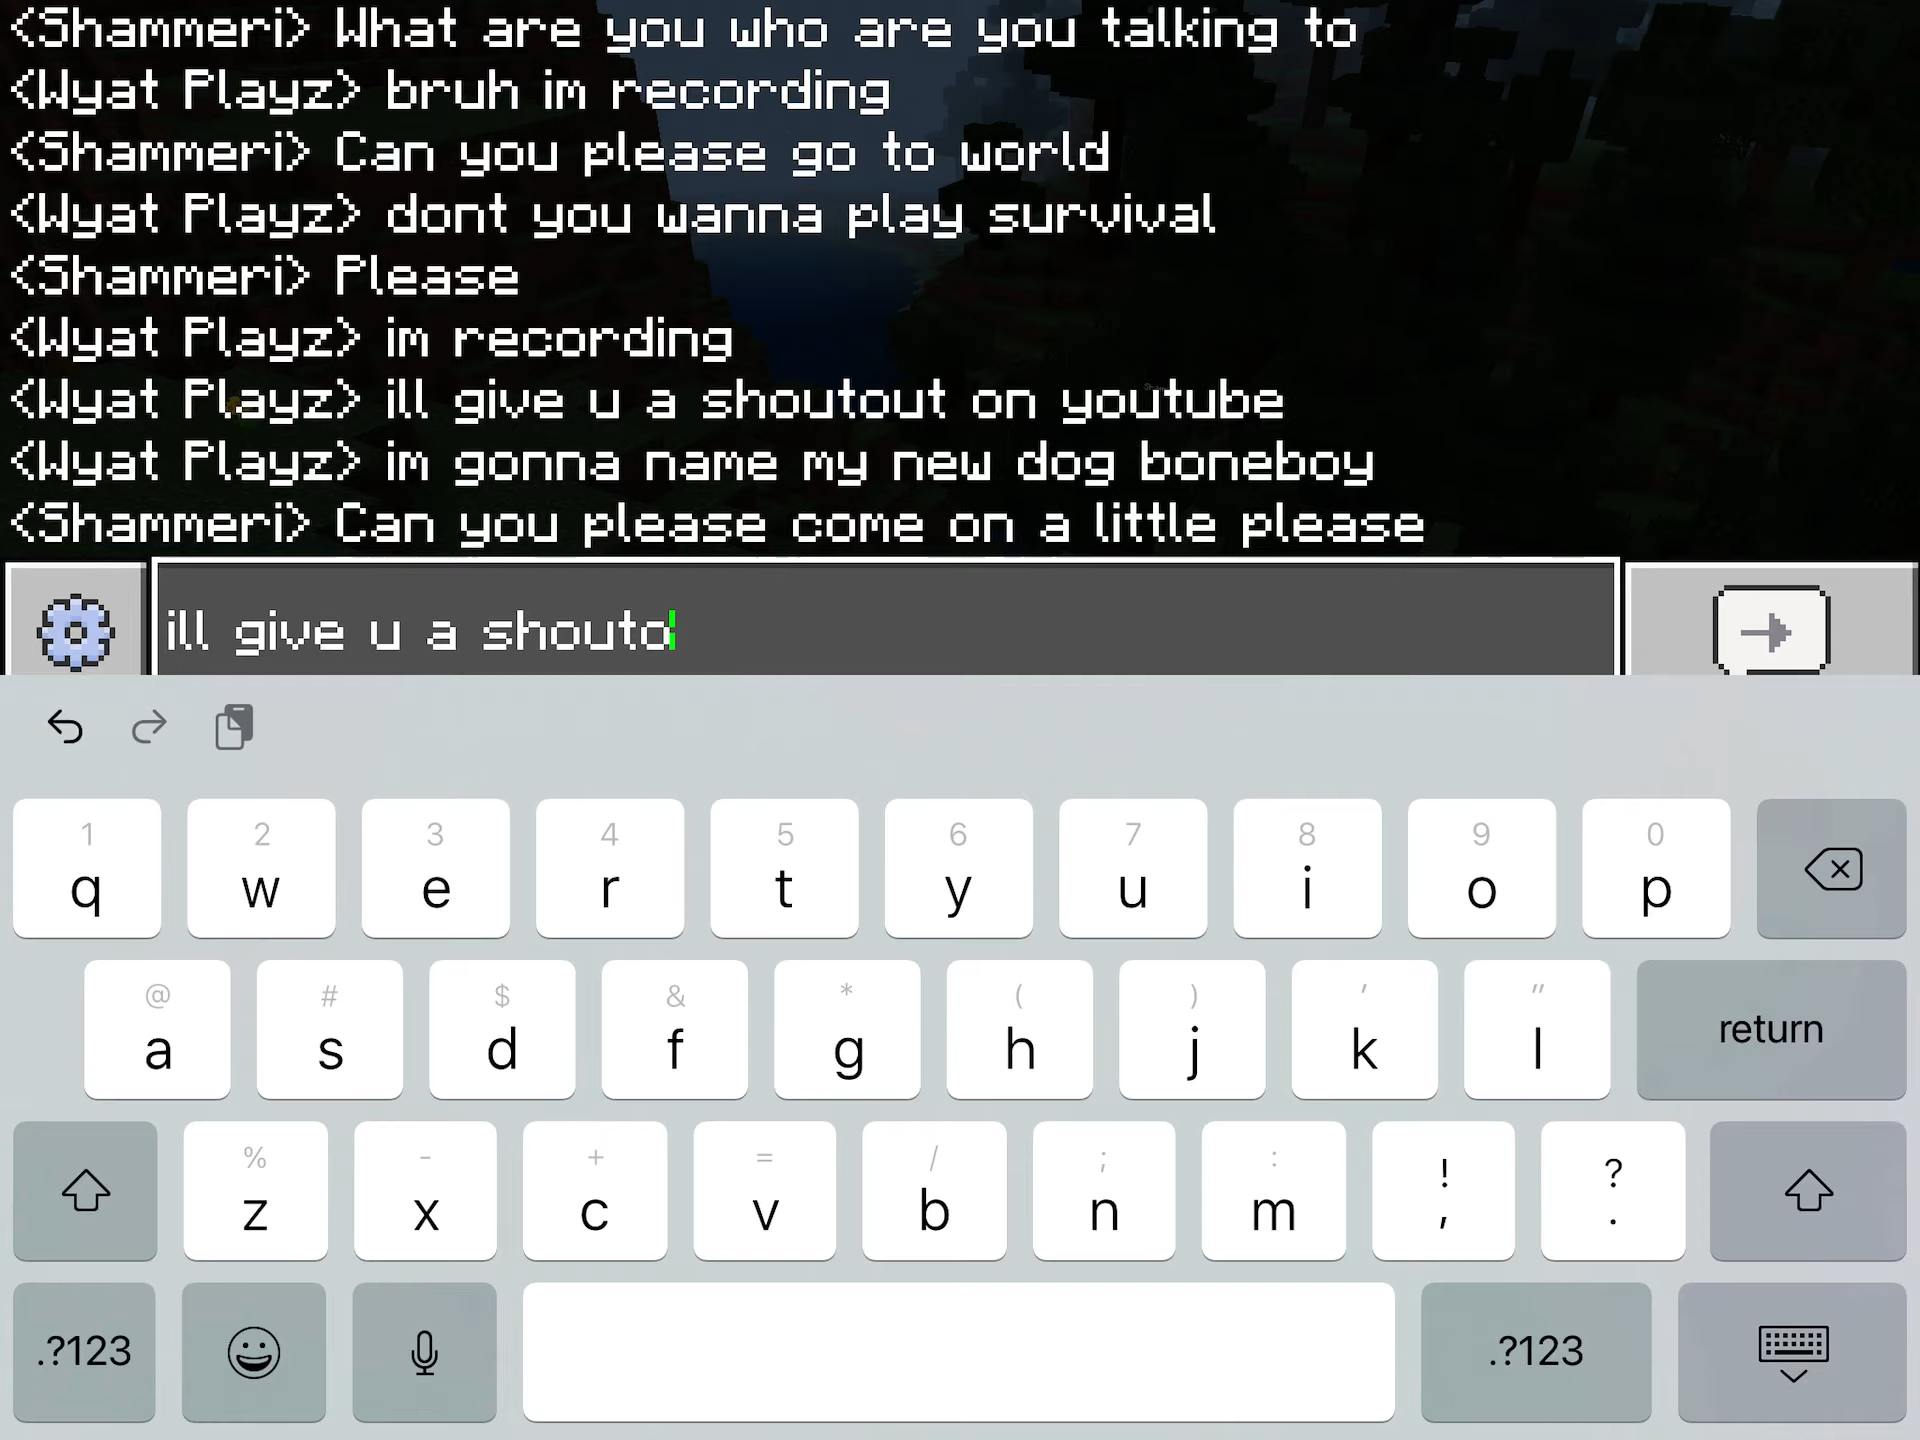 <Shammeri> What are you who are you talking to
<Wyat Playz> bruh im recording
<Shammeri> Can you please go to world
<Wyat Playz> dont you wanna play survival
<Shammeri> Please
<Wyat Playz> im recording
<Wyat Playz> ill give u a shoutout on youtube
<Wyat Playz> im gonna name my new dog boneboy
<Shammeri> Can you please come on a little please
ill give u a shouto
1 2 3 4 5 6 7 8 9 0
q w e r t y u i o p
@ # $ & * ( ) ' "
a s d f g h j k l return
% - + = / ; : ! ?
z x c v b n m , .
.?123 .?123